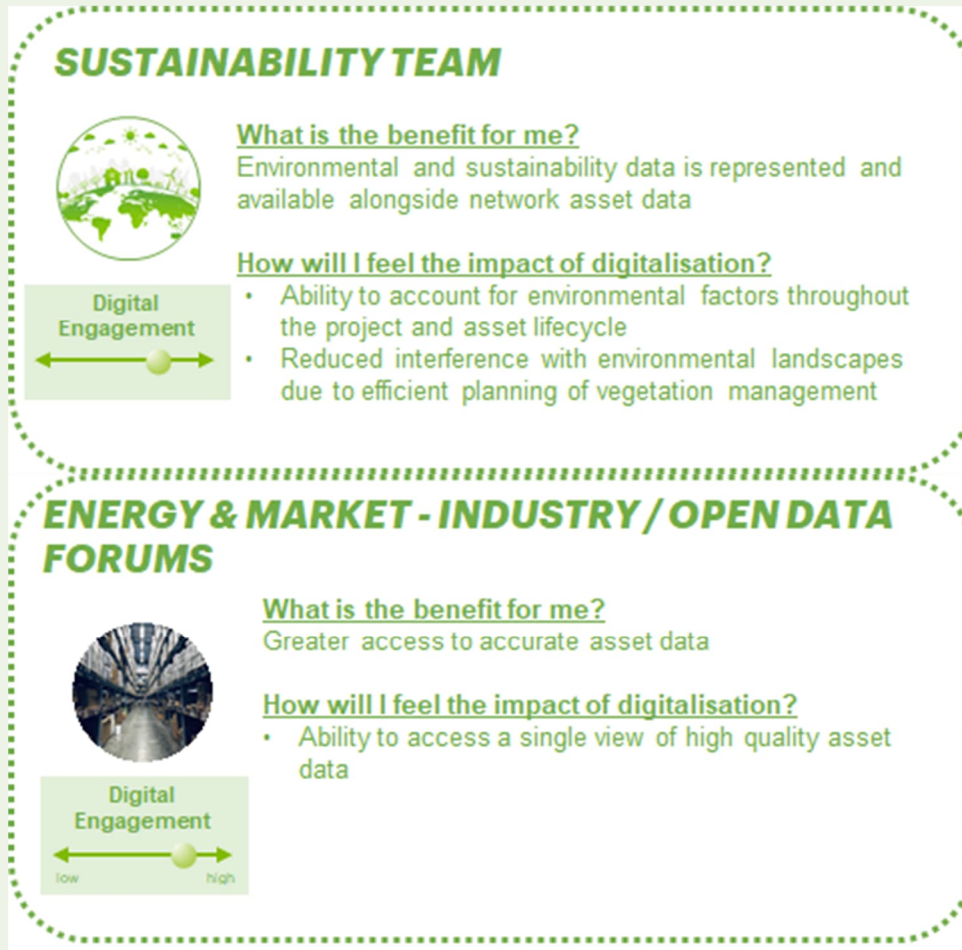 SUSTAINABILITY TEAM
What is the benefit for me?
Environmental and sustainability data is represented and
available alongside network asset data
How will I feel the impact of digitalisation?
• Ability to account for environmental factors throughout
the project and asset lifecycle
• Reduced interference with environmental landscapes
due to efficient planning of vegetation management
Digital
Engagement
ENERGY & MARKET - INDUSTRY / OPEN DATA
FORUMS
What is the benefit for me?
Greater access to accurate asset data
How will I feel the impact of digitalisation?
• Ability to access a single view of high quality asset
data
Digital
Engagement
low high